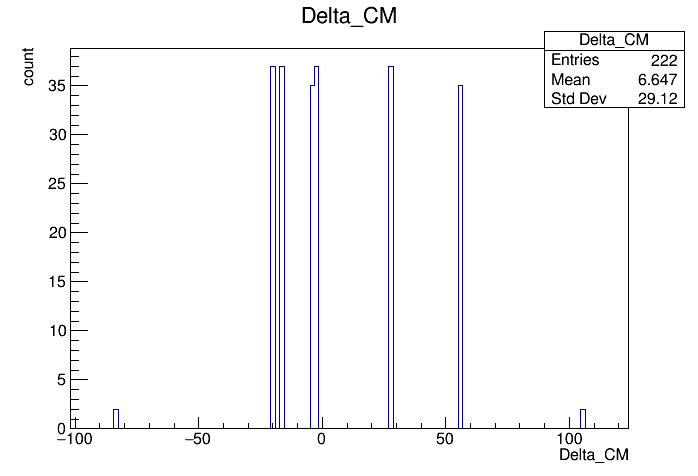 Delta_CM
Delta_CM
Entries 222
Mean 6.647
Std Dev 29.12
count
35
30
25
20
15
10
5
0
−100 −50 0 50 100
Delta_CM